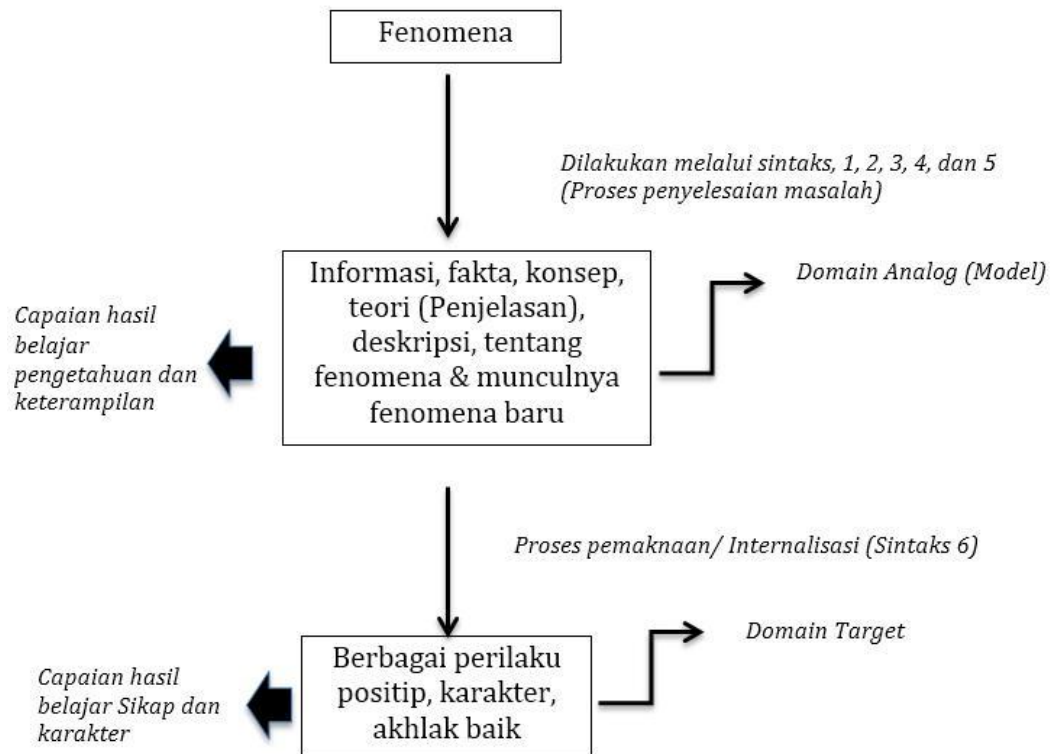 Fenomena
Dilakukan melalui sintaks, 1, 2, 3, 4, dan 5
(Proses penyelesaian masalah)
Informasi, fakta, konsep,
teori (Penjelasan),
deskripsi, tentang
fenomena & munculnya
fenomena baru
Domain Analog (Model)
Capaian hasil
belajar
pengetahuan dan
keterampilan
Proses pemaknaan/ Internalisasi (Sintaks 6)
Berbagai perilaku
positip, karakter,
akhlak baik
Domain Target
Capaian hasil
belajar Sikap dan
karakter